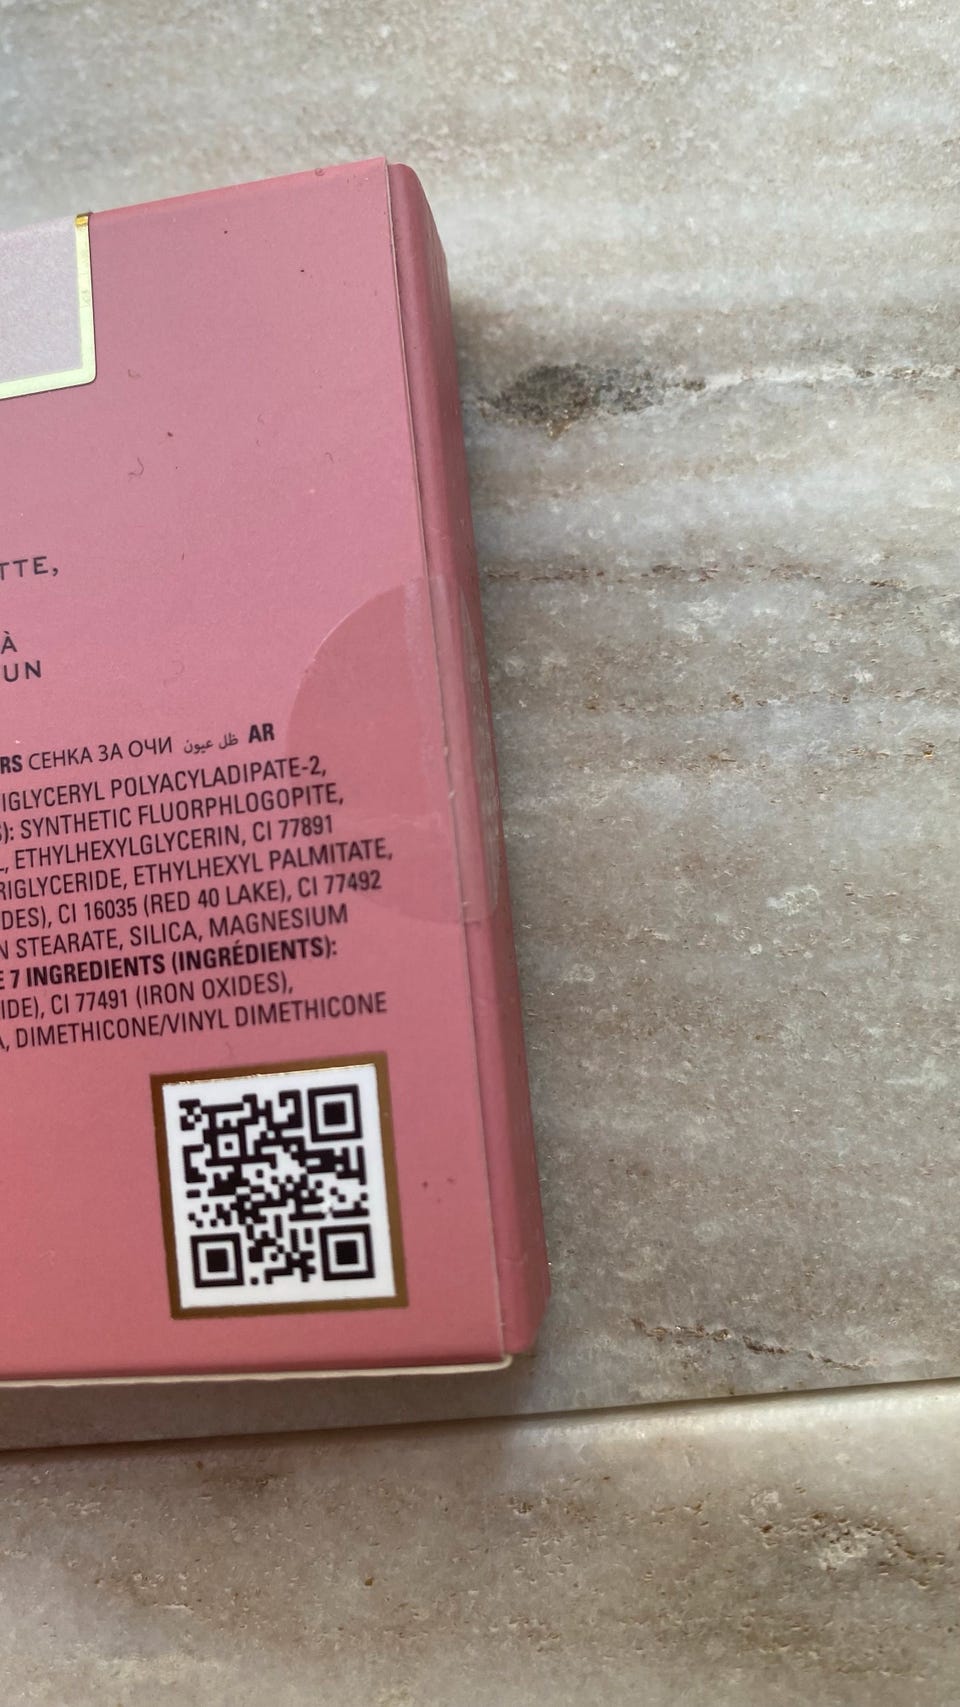 TTE,
À
UN
RS СЕНКА ЗА ОЧИ ظل عيون AR
IGLYCERYL POLYACYLADIPATE-2,
S): SYNTHETIC FLUORPHLOGOPITE,
L, ETHYLHEXYLGLYCERIN, CI 77891
RIGLYCERIDE, ETHYLHEXYL PALMITATE,
DES), CI 16035 (RED 40 LAKE), CI 77492
N STEARATE, SILICA, MAGNESIUM
E 7 INGREDIENTS (INGRÉDIENTS):
IDE), CI 77491 (IRON OXIDES),
A, DIMETHICONE/VINYL DIMETHICONE